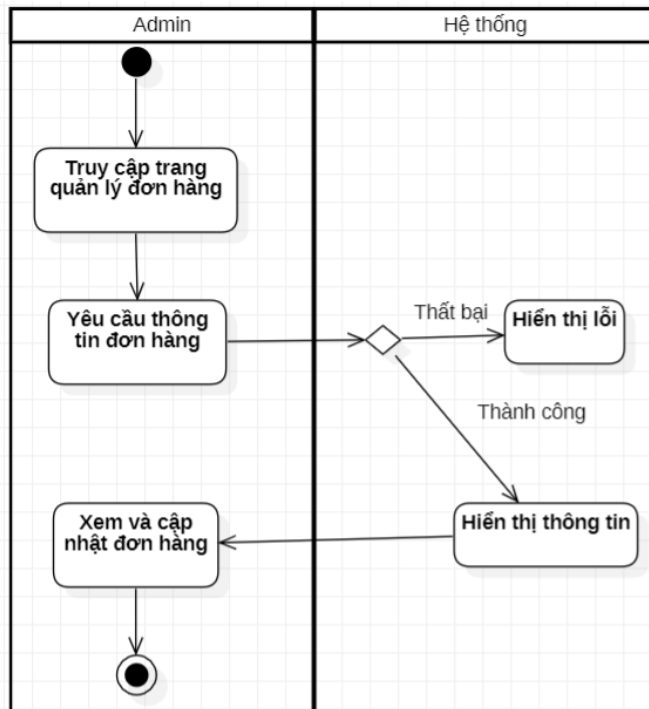 Admin
Hệ thống
Truy cập trang
quản lý đơn hàng
Yêu cầu thông
tin đơn hàng
Thất bại
Hiển thị lỗi
Thành công
Hiển thị thông tin
Xem và cập
nhật đơn hàng